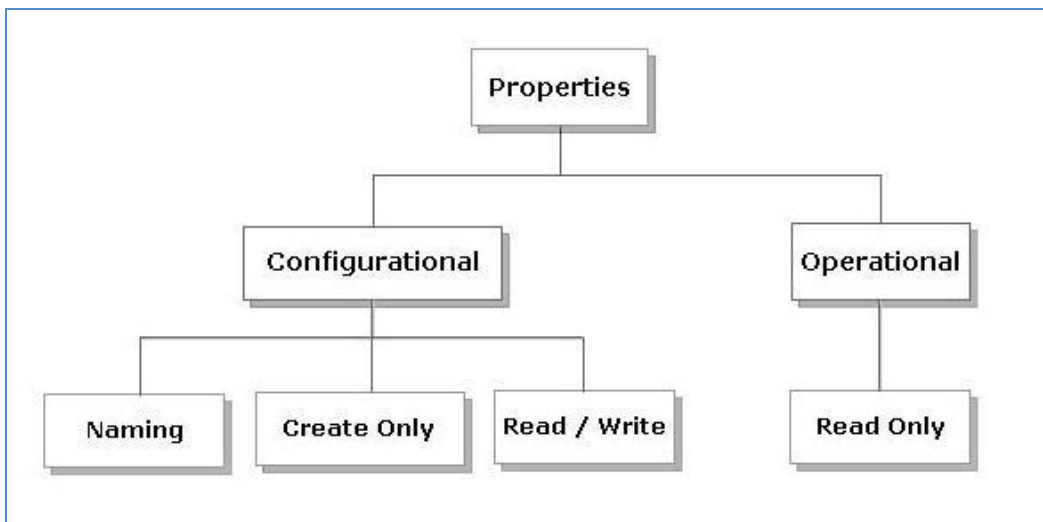 Properties
Configurational
Operational
Naming
Create Only
Read / Write
Read Only